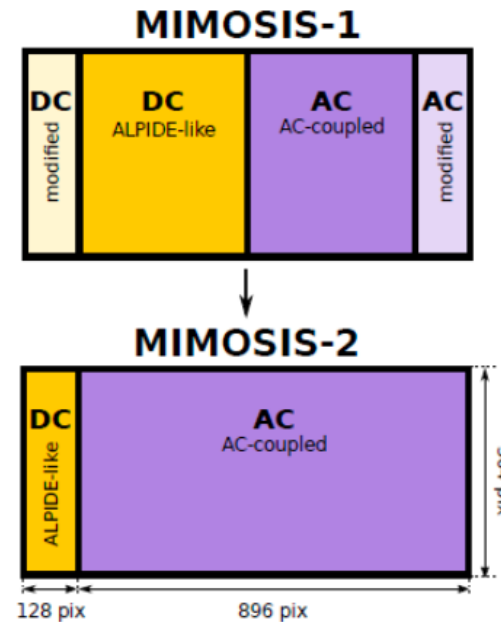 MIMOSIS-1
DC DC AC AC
modified ALPIDE-like AC-coupled modified
MIMOSIS-2
DC AC
ALPIDE-like AC-coupled
128 pix 896 pix